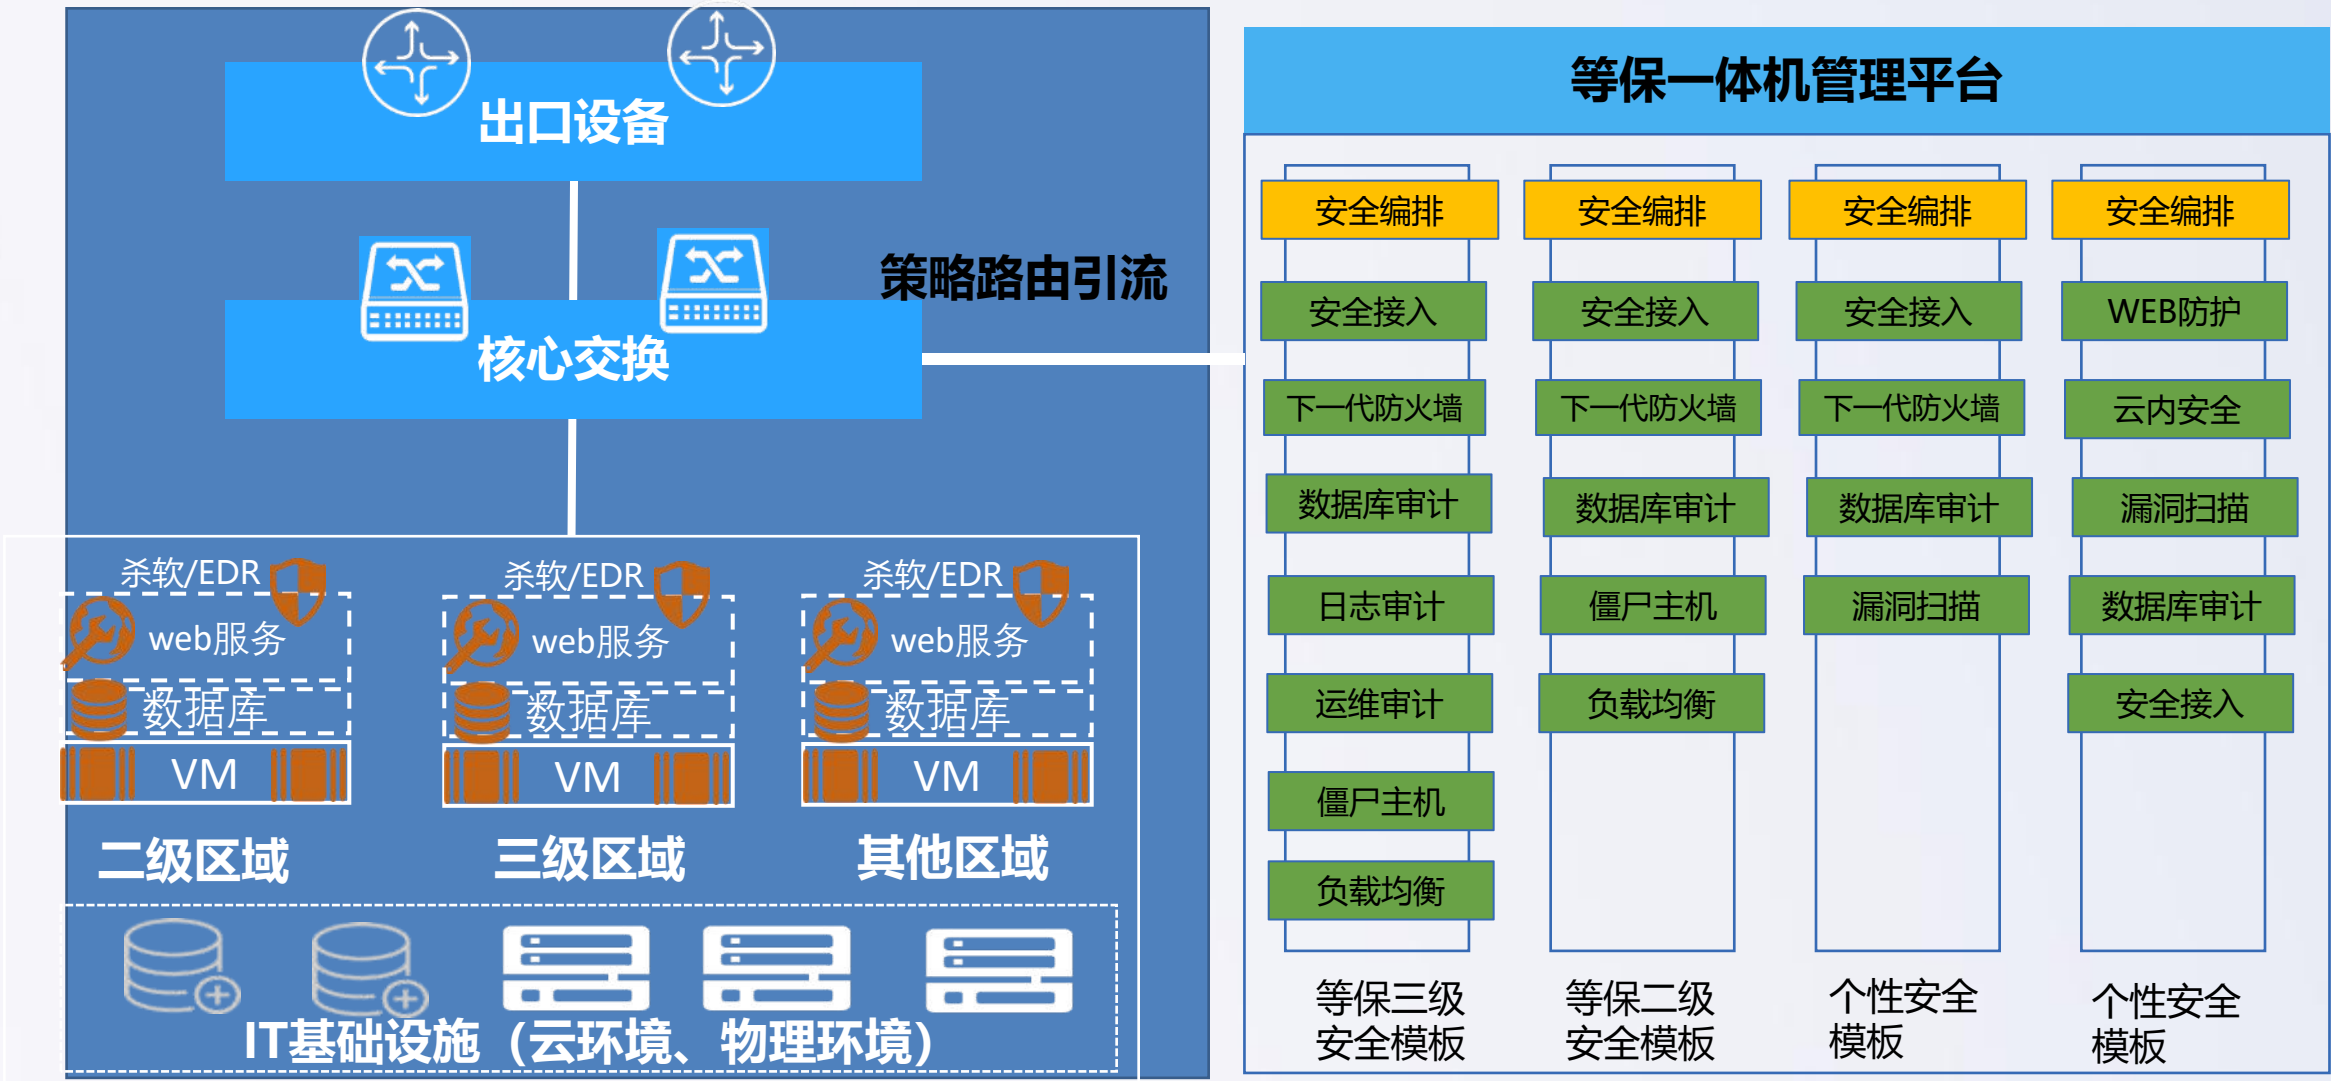 出口设备
策略路由引流
核心交换
杀软/EDR
web服务
数据库
VM
二级区域
杀软/EDR
web服务
数据库
VM
三级区域
杀软/EDR
web服务
数据库
VM
其他区域
IT基础设施（云环境、物理环境）
等保一体机管理平台
安全编排
安全接入
下一代防火墙
数据库审计
日志审计
运维审计
僵尸主机
负载均衡
等保三级
安全模板
安全编排
安全接入
下一代防火墙
数据库审计
僵尸主机
负载均衡
等保二级
安全模板
安全编排
安全接入
下一代防火墙
数据库审计
漏洞扫描
个性安全
模板
安全编排
WEB防护
云内安全
漏洞扫描
数据库审计
安全接入
个性安全
模板